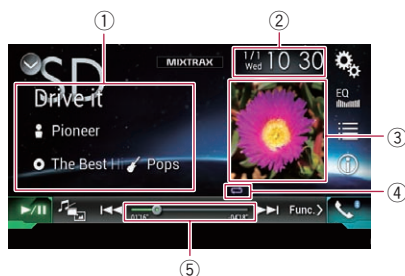 ① ②
SD MIXTRAX 1/1 Wed 10 30
Drive it
EQ
Pioneer
③
The Best Hi Pops
④
01'16" -04'18" Func.
⑤